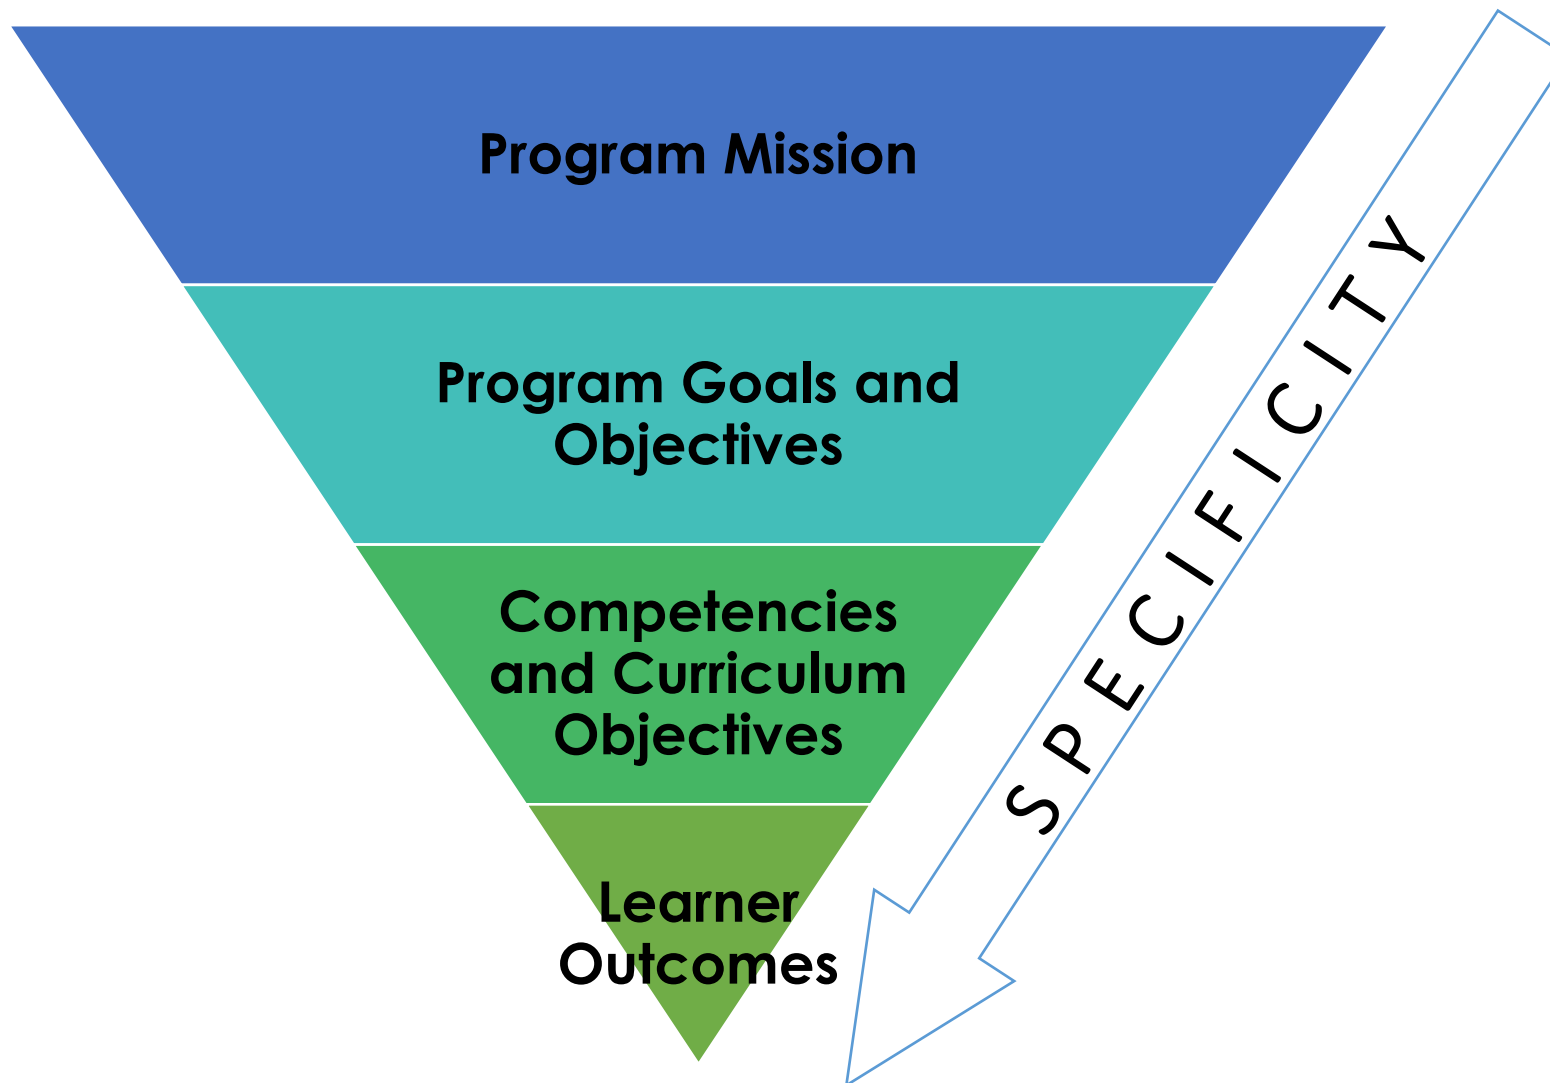 Program Mission
Program Goals and
Objectives
Competencies
and Curriculum
Objectives
Learner
Outcomes
SPECIFICITY